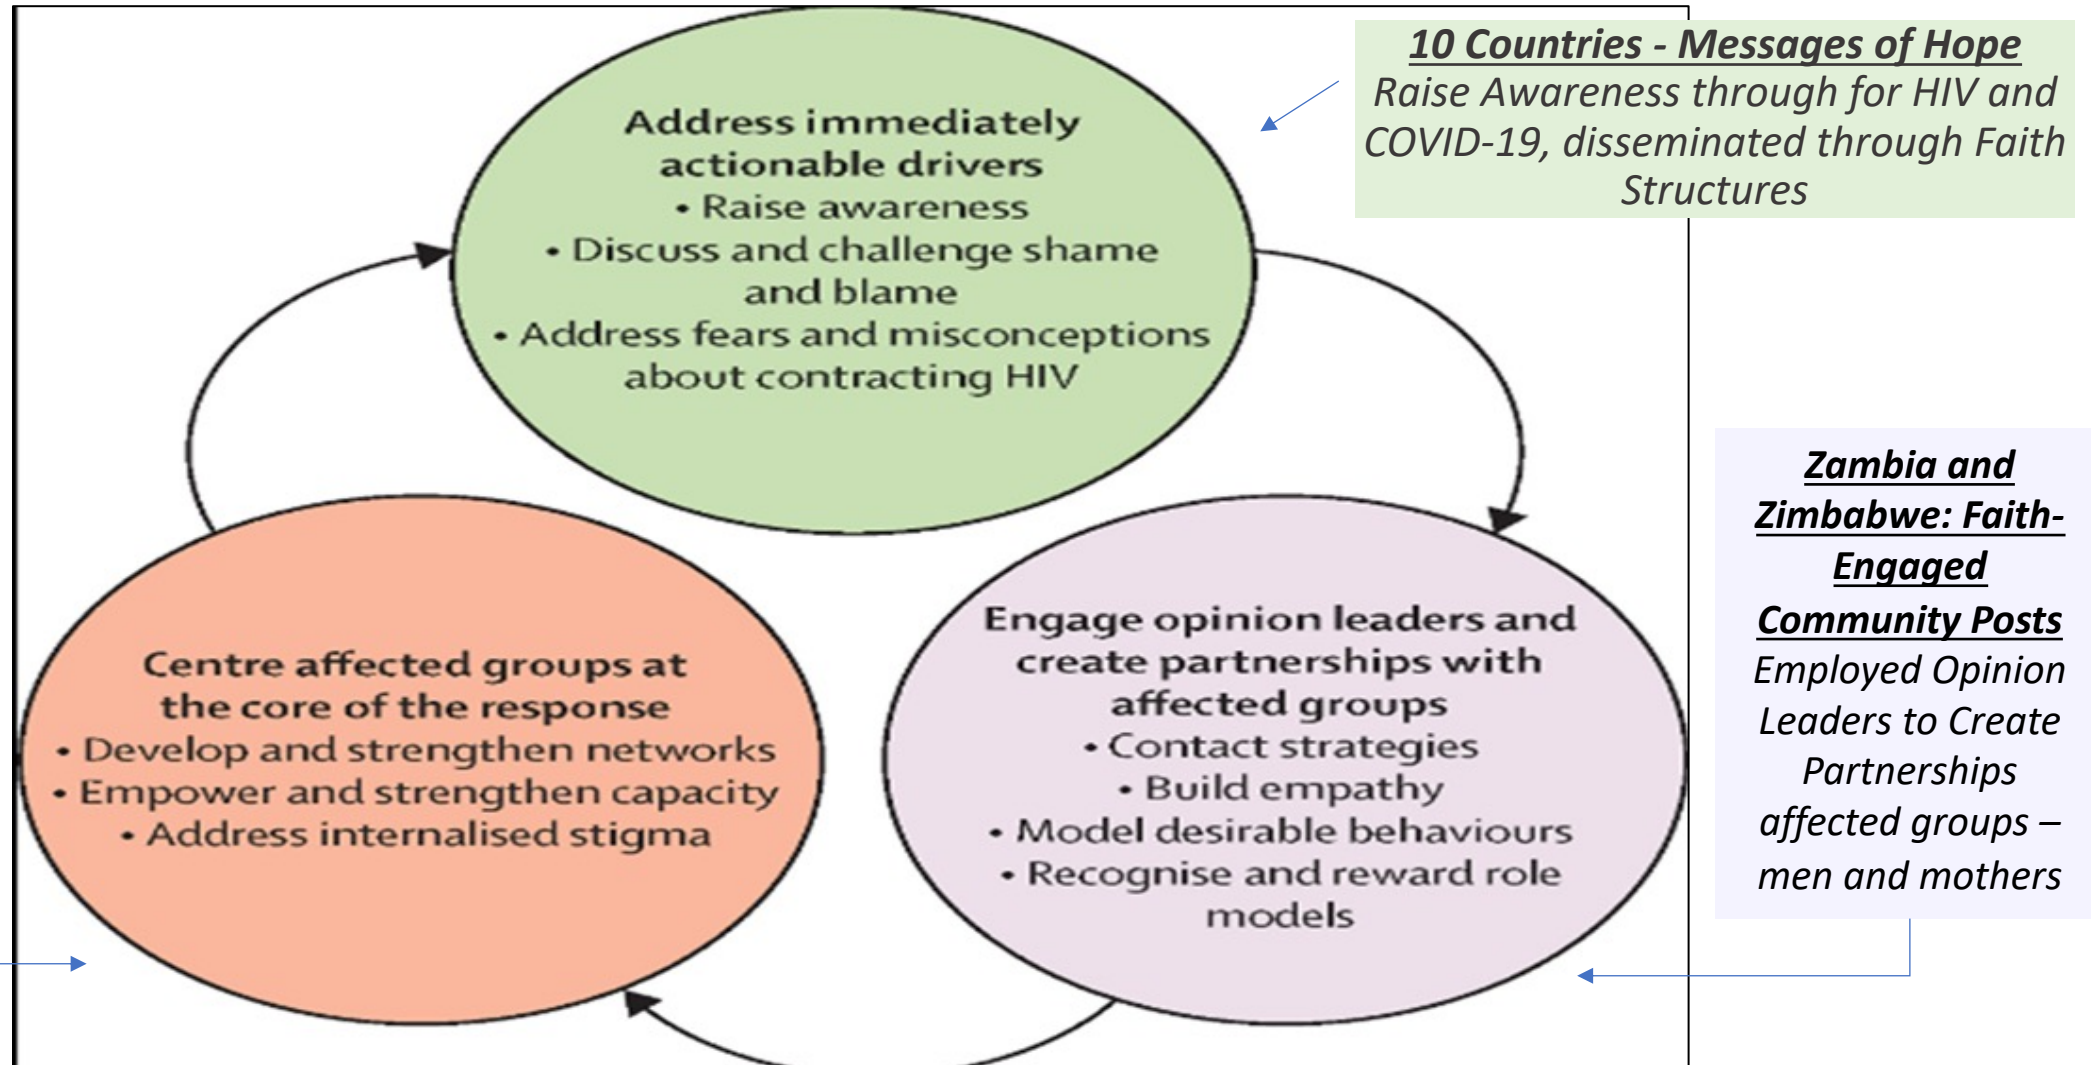 10 Countries - Messages of Hope
Raise Awareness through for HIV and
COVID-19, disseminated through Faith
Structures
Address immediately
actionable drivers
• Raise awareness
• Discuss and challenge shame
and blame
• Address fears and misconceptions
about contracting HIV
Centre affected groups at
the core of the response
• Develop and strengthen networks
• Empower and strengthen capacity
• Address internalised stigma
Engage opinion leaders and
create partnerships with
affected groups
• Contact strategies
• Build empathy
• Model desirable behaviours
• Recognise and reward role
models
Zambia and
Zimbabwe: Faith-
Engaged
Community Posts
Employed Opinion
Leaders to Create
Partnerships
affected groups –
men and mothers